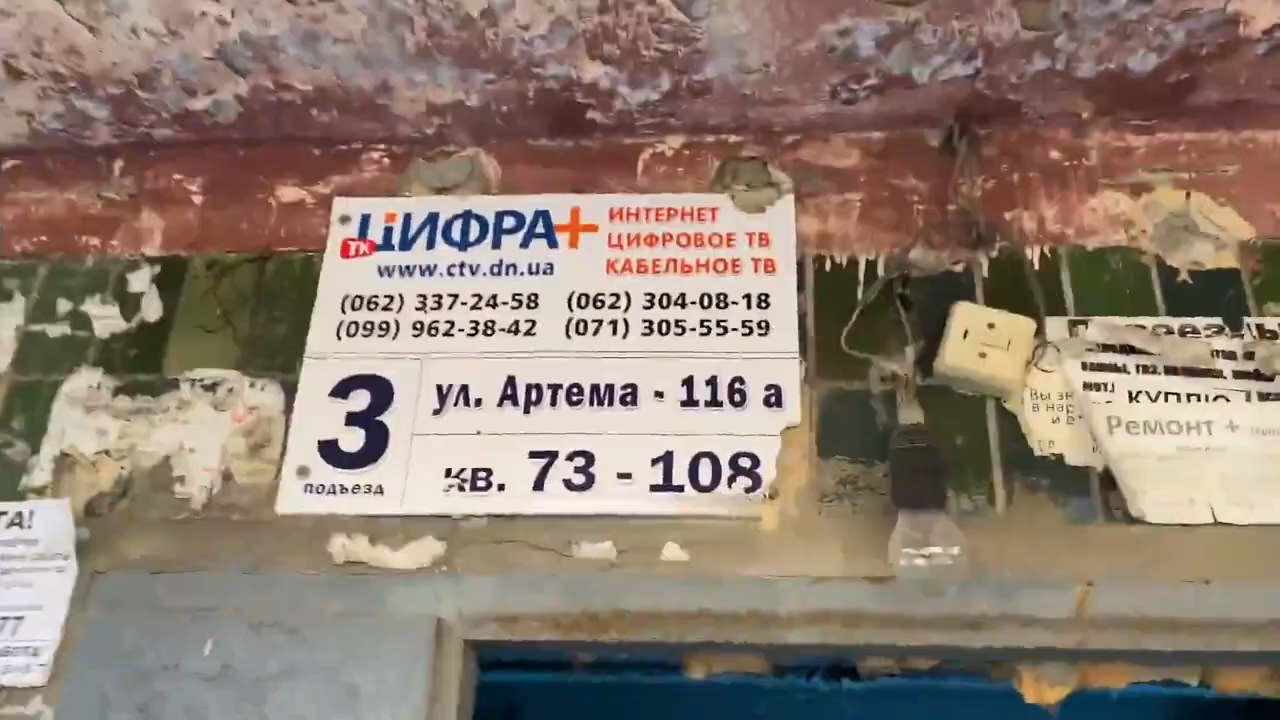 ЦИФРА+
ТК
www.ctv.dn.ua
ИНТЕРНЕТ
ЦИФРОВОЕ ТВ
КАБЕЛЬНОЕ ТВ
(062) 337-24-58 (062) 304-08-18
(099) 962-38-42 (071) 305-55-59
3
подъезд
ул. Артема - 116 а
кв. 73 - 108
КУПЛЮ
Ремонт +